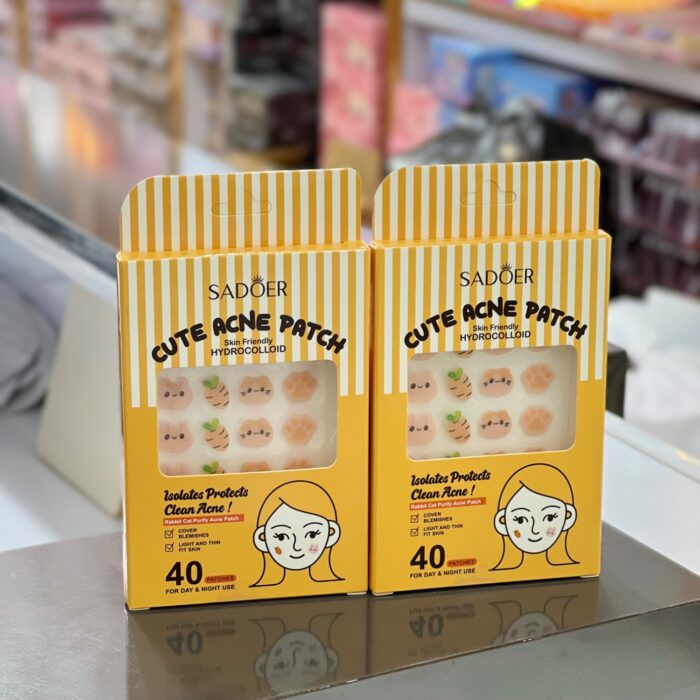 SADOER
CUTE ACNE PATCH
Skin Friendly
HYDROCOLLOID
Isolates Protects
Clean Acne !
Rabbit Cat Purify Acne Patch
COVER
BLEMISHES
LIGHT AND THIN
FIT SKIN
40 PATCHES
FOR DAY & NIGHT USE
SADOER
CUTE ACNE PATCH
Skin Friendly
HYDROCOLLOID
Isolates Protects
Clean Acne !
Rabbit Cat Purify Acne Patch
COVER
BLEMISHES
LIGHT AND THIN
FIT SKIN
40 PATCHES
FOR DAY & NIGHT USE